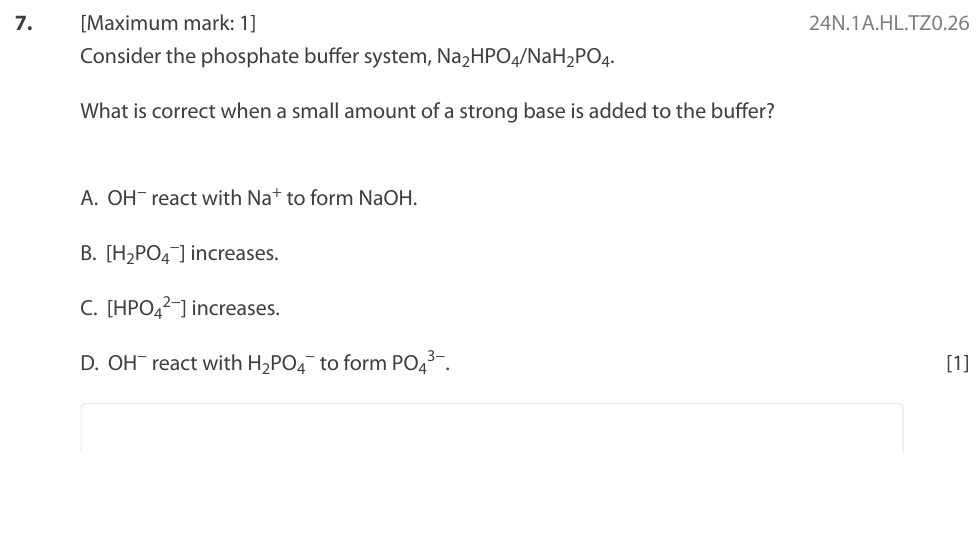 7. [Maximum mark: 1] 24N.1A.HL.TZ0.26
Consider the phosphate buffer system, Na₂HPO₄/NaH₂PO₄.
What is correct when a small amount of a strong base is added to the buffer?
A. OH⁻ react with Na⁺ to form NaOH.
B. [H₂PO₄⁻] increases.
C. [HPO₄²⁻] increases.
D. OH⁻ react with H₂PO₄⁻ to form PO₄³⁻. [1]